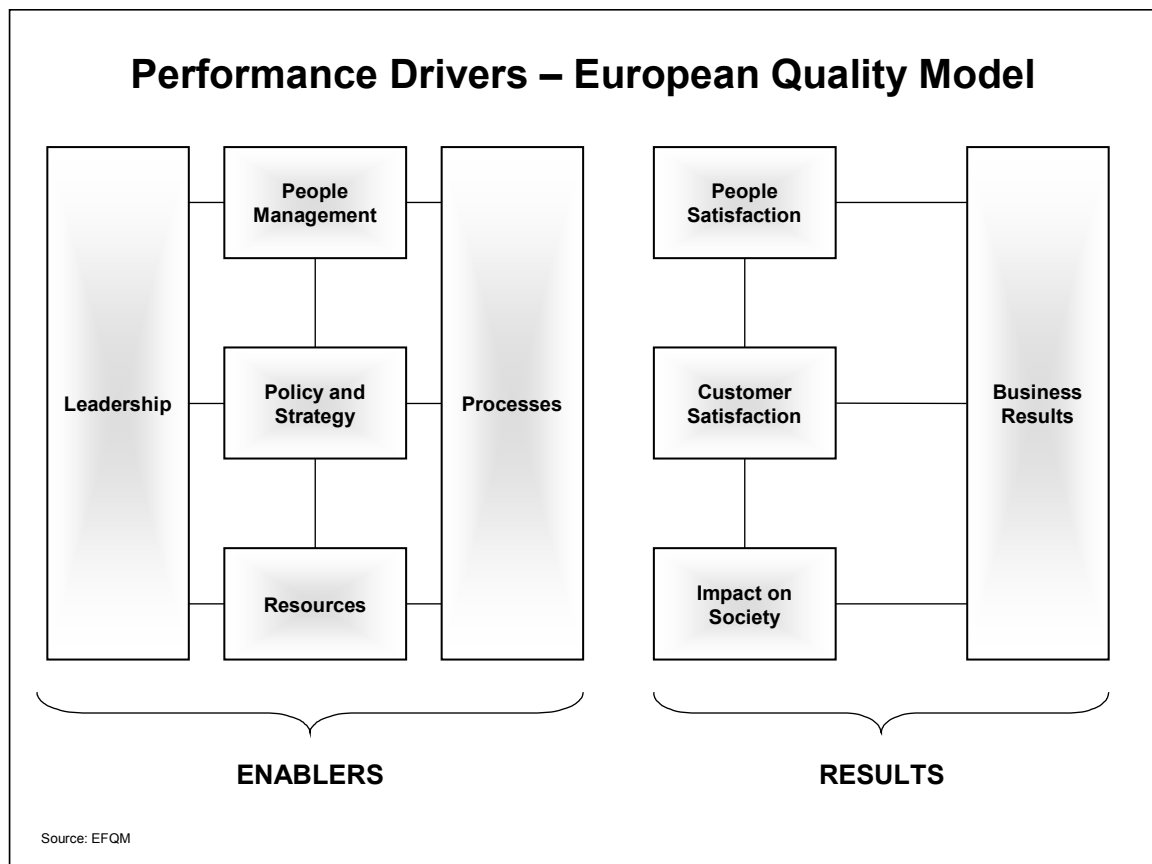 Performance Drivers – European Quality Model
People
Management
People
Satisfaction
Leadership
Policy and
Strategy
Processes
Customer
Satisfaction
Business
Results
Resources
Impact on
Society
ENABLERS
RESULTS
Source: EFQM